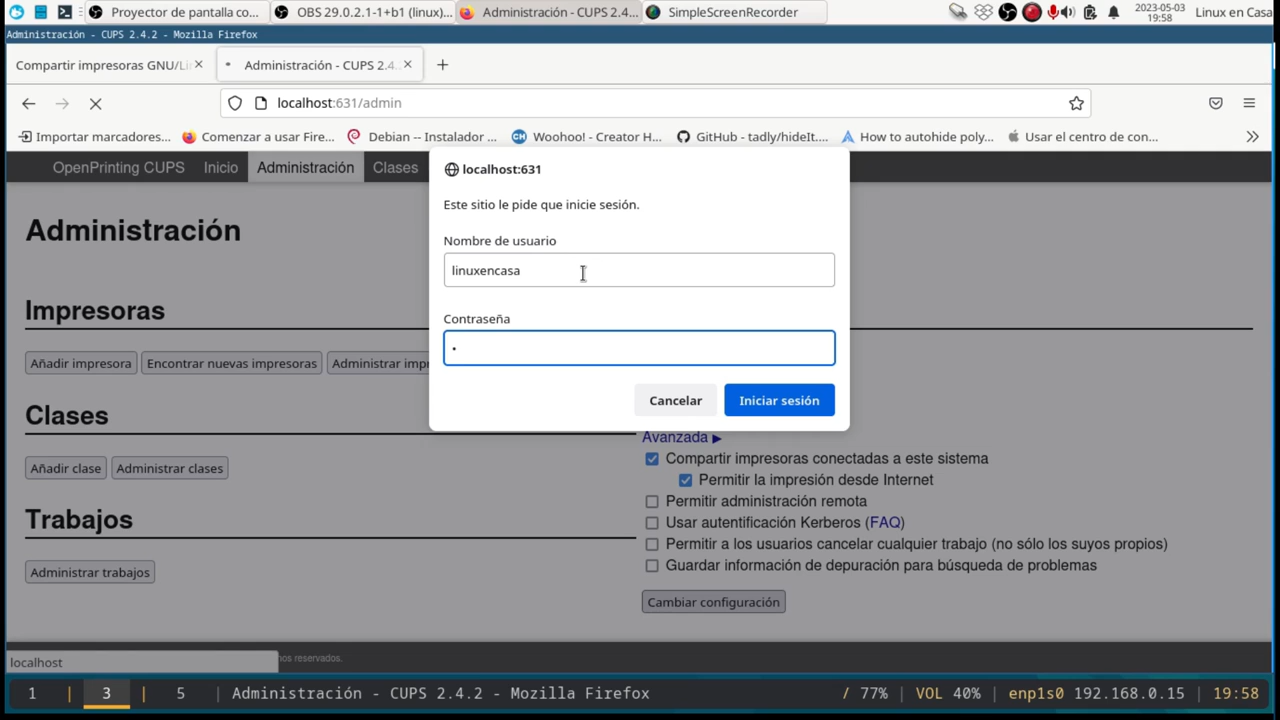 Proyector de pantalla co...
OBS 29.0.2.1-1+b1 (linux)...
Administración - CUPS 2.4...
SimpleScreenRecorder
2023-05-03
19:58
Linux en Casa
Administración - CUPS 2.4.2 - Mozilla Firefox
Compartir impresoras GNU/Li
Administración - CUPS 2.4.
localhost:631/admin
Importar marcadores...
Comenzar a usar Fire...
Debian -- Instalador ...
CH
Woohoo! - Creator H...
GitHub - tadly/hideIt....
How to autohide poly...
Usar el centro de con...
OpenPrinting CUPS
Inicio
Administración
Clases
localhost:631
Este sitio le pide que inicie sesión.
Nombre de usuario
linuxencasa
Contraseña
•
Cancelar
Iniciar sesión
Administración
Impresoras
Añadir impresora
Encontrar nuevas impresoras
Administrar impr
Clases
Añadir clase
Administrar clases
Trabajos
Administrar trabajos
Avanzada ▶
Compartir impresoras conectadas a este sistema
Permitir la impresión desde Internet
Permitir administración remota
Usar autentificación Kerberos (FAQ)
Permitir a los usuarios cancelar cualquier trabajo (no sólo los suyos propios)
Guardar información de depuración para búsqueda de problemas
Cambiar configuración
localhost
nos reservados.
1 | 3 | 5 | Administración - CUPS 2.4.2 - Mozilla Firefox
/ 77% | VOL 40% | enp1s0 192.168.0.15 | 19:58